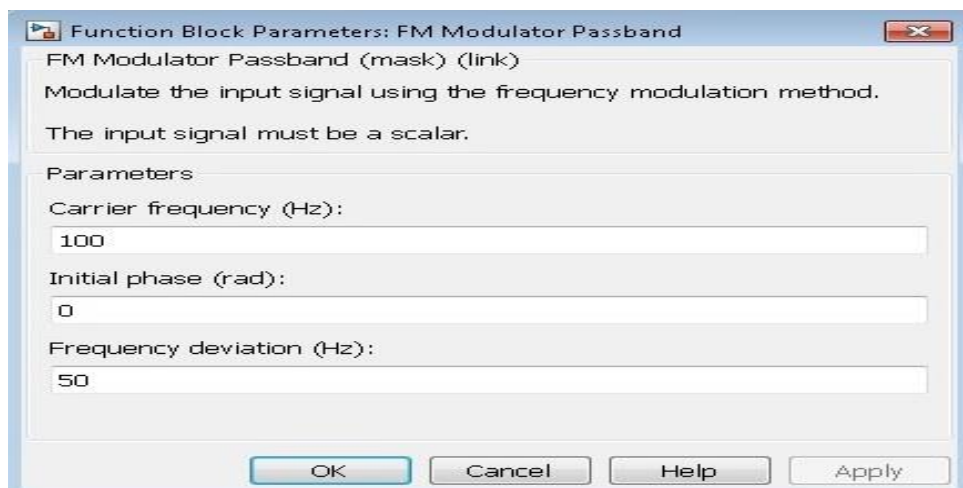 Function Block Parameters: FM Modulator Passband
FM Modulator Passband (mask) (link)
Modulate the input signal using the frequency modulation method.
The input signal must be a scalar.
Parameters
Carrier frequency (Hz):
100
Initial phase (rad):
0
Frequency deviation (Hz):
50
OK Cancel Help Apply